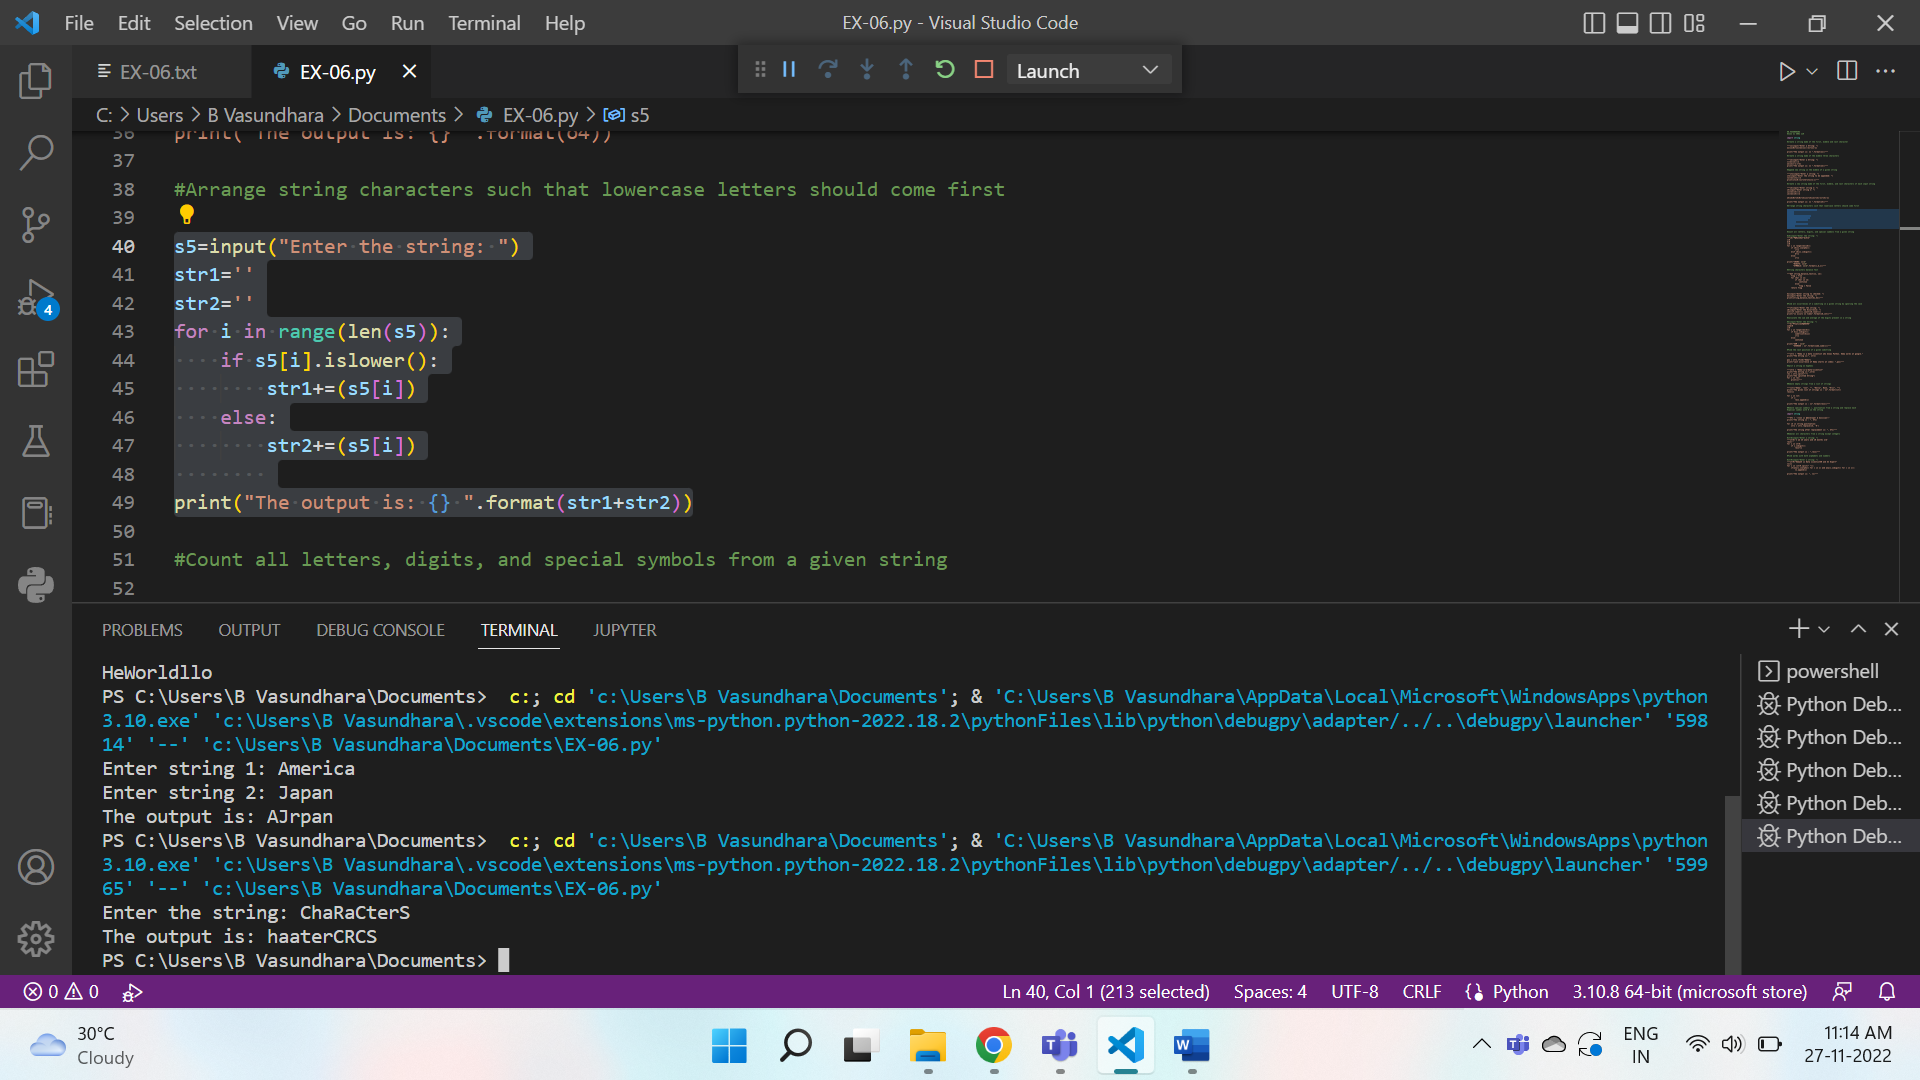 File Edit Selection View Go Run Terminal Help
EX-06.py - Visual Studio Code
EX-06.txt
EX-06.py
Launch
C: > Users > B Vasundhara > Documents > EX-06.py > s5
36 print("The output is: {}" .format(o4))
37
38 #Arrange string characters such that lowercase letters should come first
39
40 s5=input("Enter the string: ")
41 str1=''
42 str2=''
43 for i in range(len(s5)):
44 if s5[i].islower():
45 str1+=(s5[i])
46 else:
47 str2+=(s5[i])
48
49 print("The output is: {} ".format(str1+str2))
50
51 #Count all letters, digits, and special symbols from a given string
52
4
PROBLEMS OUTPUT DEBUG CONSOLE TERMINAL JUPYTER
HeWorldllo
PS C:\Users\B Vasundhara\Documents> c:; cd 'c:\Users\B Vasundhara\Documents'; & 'C:\Users\B Vasundhara\AppData\Local\Microsoft\WindowsApps\python
3.10.exe' 'c:\Users\B Vasundhara\.vscode\extensions\ms-python.python-2022.18.2\pythonFiles\lib\python\debugpy\adapter/../..\debugpy\launcher' '598
14' '--' 'c:\Users\B Vasundhara\Documents\EX-06.py'
Enter string 1: America
Enter string 2: Japan
The output is: AJrpan
PS C:\Users\B Vasundhara\Documents> c:; cd 'c:\Users\B Vasundhara\Documents'; & 'C:\Users\B Vasundhara\AppData\Local\Microsoft\WindowsApps\python
3.10.exe' 'c:\Users\B Vasundhara\.vscode\extensions\ms-python.python-2022.18.2\pythonFiles\lib\python\debugpy\adapter/../..\debugpy\launcher' '599
65' '--' 'c:\Users\B Vasundhara\Documents\EX-06.py'
Enter the string: ChaRaCterS
The output is: haaterCRCS
PS C:\Users\B Vasundhara\Documents>
powershell
Python Deb...
Python Deb...
Python Deb...
Python Deb...
Python Deb...
0 0
Ln 40, Col 1 (213 selected) Spaces: 4 UTF-8 CRLF Python 3.10.8 64-bit (microsoft store)
30°C
Cloudy
ENG
IN
11:14 AM
27-11-2022